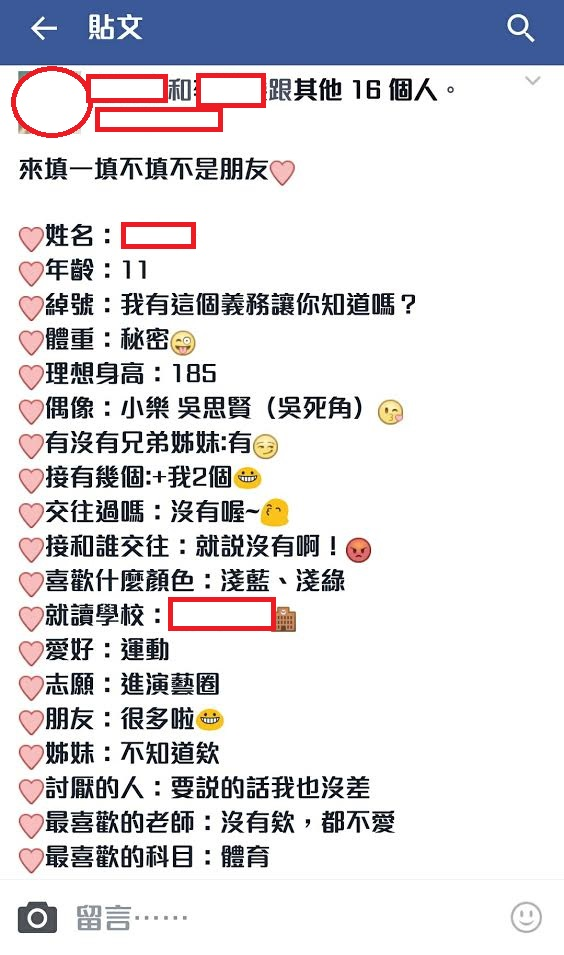 貼文
和 跟其他 16 個人。
來填一填不填不是朋友
姓名：
年齡：11
綽號：我有這個義務讓你知道嗎？
體重：秘密
理想身高：185
偶像：小樂 吳思賢（吳死角）
有沒有兄弟姊妹:有
接有幾個:+我2個
交往過嗎：沒有喔~
接和誰交往：就說沒有啊！
喜歡什麼顏色：淺藍、淺綠
就讀學校：
愛好：運動
志願：進演藝圈
朋友：很多啦
姊妹：不知道欸
討厭的人：要說的話我也沒差
最喜歡的老師：沒有欸，都不愛
最喜歡的科目：體育
留言……